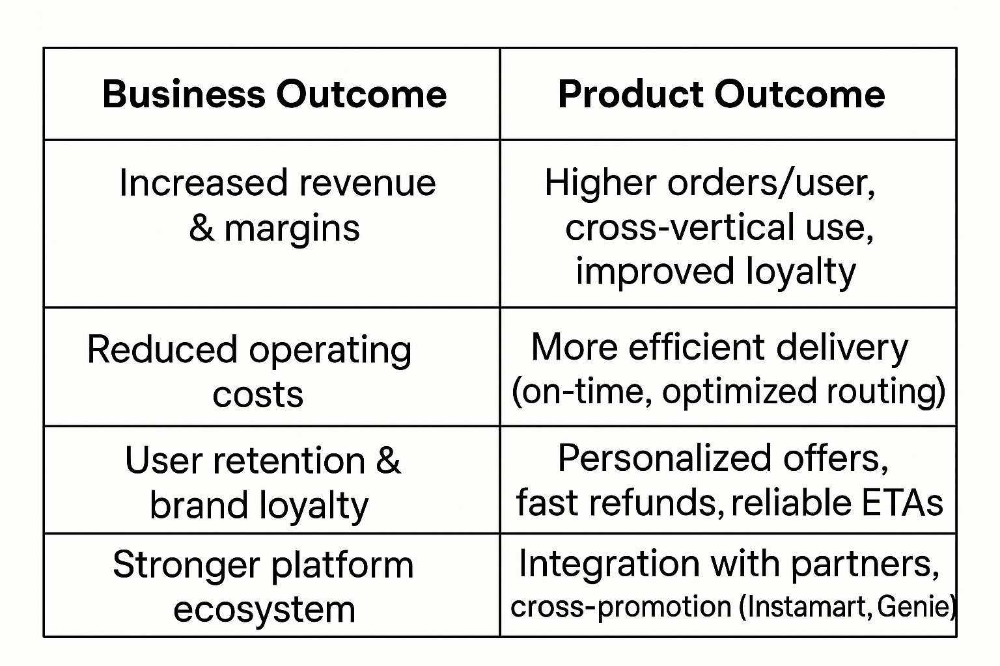 Business Outcome
Product Outcome
Increased revenue
& margins
Higher orders/user,
cross-vertical use,
improved loyalty
Reduced operating
costs
More efficient delivery
(on-time, optimized routing)
User retention &
brand loyalty
Personalized offers,
fast refunds, reliable ETAs
Stronger platform
ecosystem
Integration with partners,
cross-promotion (Instamart, Genie)